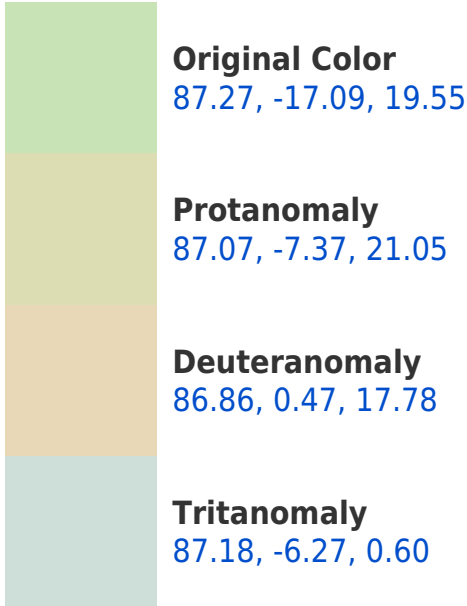 Original Color
87.27, -17.09, 19.55
Protanomaly
87.07, -7.37, 21.05
Deuteranomaly
86.86, 0.47, 17.78
Tritanomaly
87.18, -6.27, 0.60